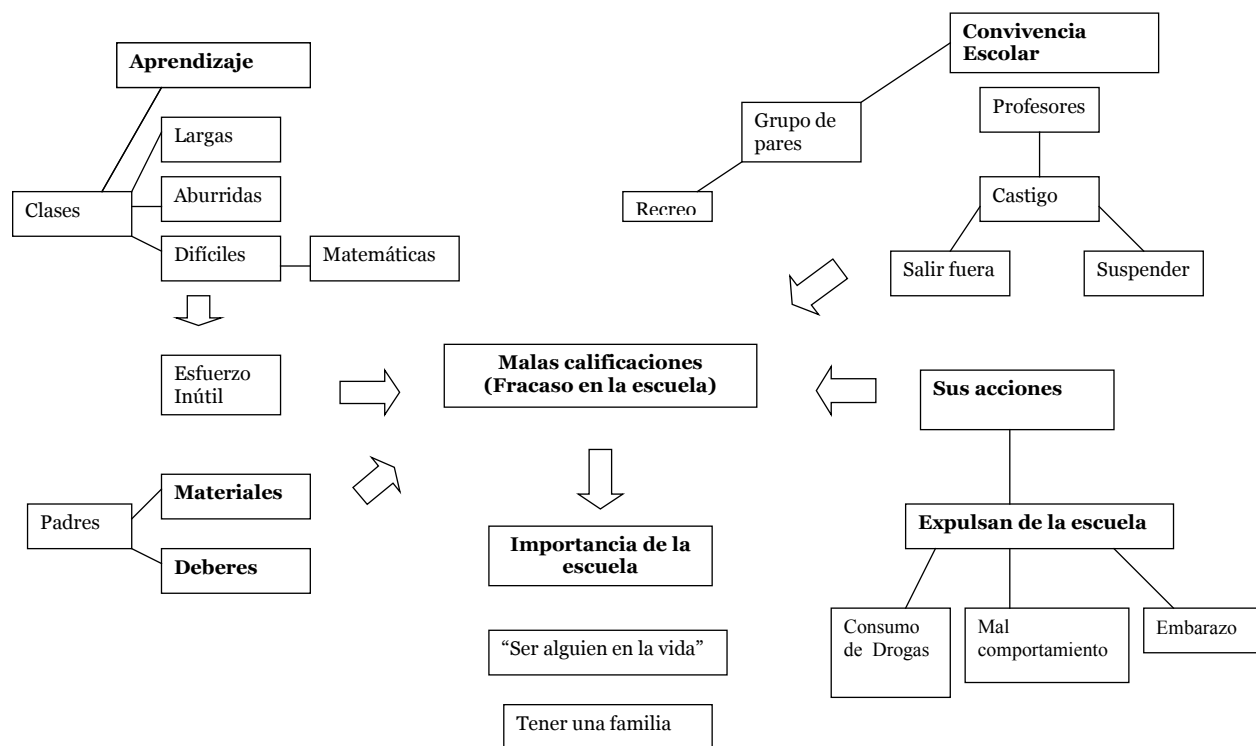 Aprendizaje
Largas
Clases
Aburridas
Difíciles
Matemáticas
Convivencia
Escolar
Grupo de
pares
Recreo
Profesores
Castigo
Salir fuera
Suspender
Esfuerzo
Inútil
Malas calificaciones
(Fracaso en la escuela)
Sus acciones
Padres
Materiales
Deberes
Importancia de la
escuela
“Ser alguien en la vida”
Tener una familia
Expulsan de la escuela
Consumo
de Drogas
Mal
comportamiento
Embarazo